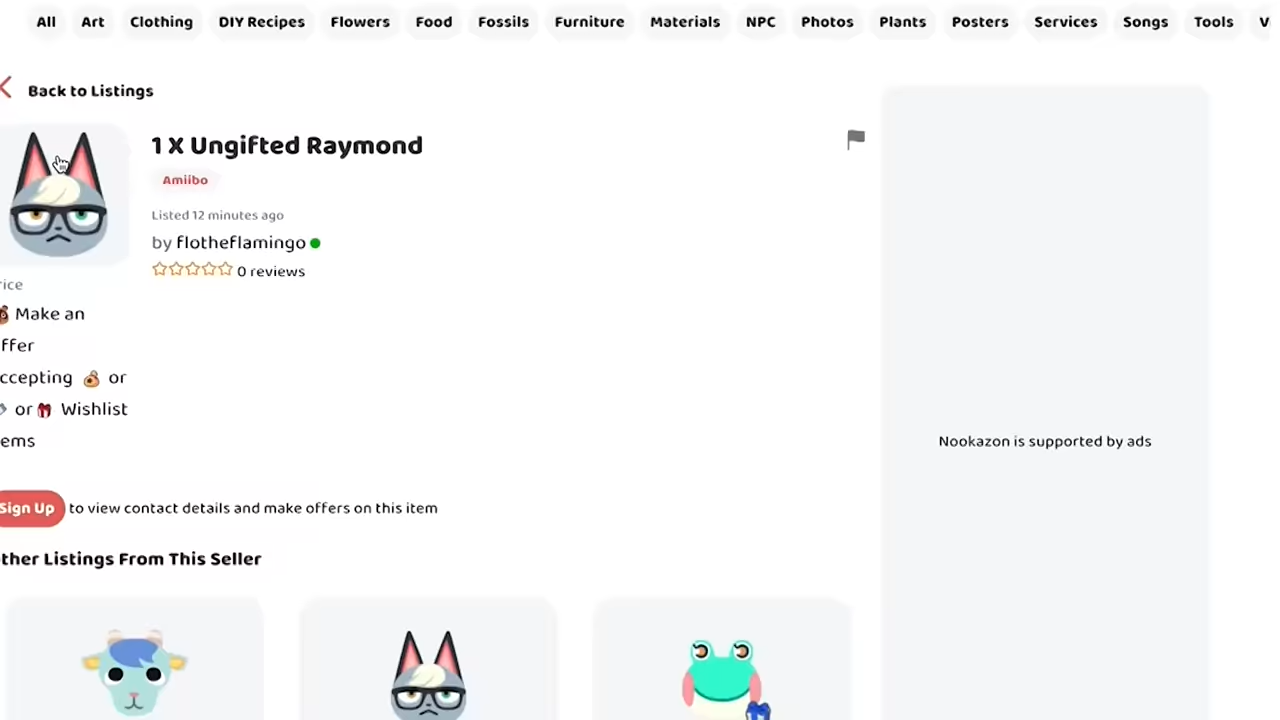 All Art Clothing DIY Recipes Flowers Food Fossils Furniture Materials NPC Photos Plants Posters Services Songs Tools V
Back to Listings
1 X Ungifted Raymond
Amiibo
Listed 12 minutes ago
by flotheflamingo
0 reviews
rice
Make an
ffer
ccepting or
or Wishlist
ems
Nookazon is supported by ads
Sign Up to view contact details and make offers on this item
ther Listings From This Seller